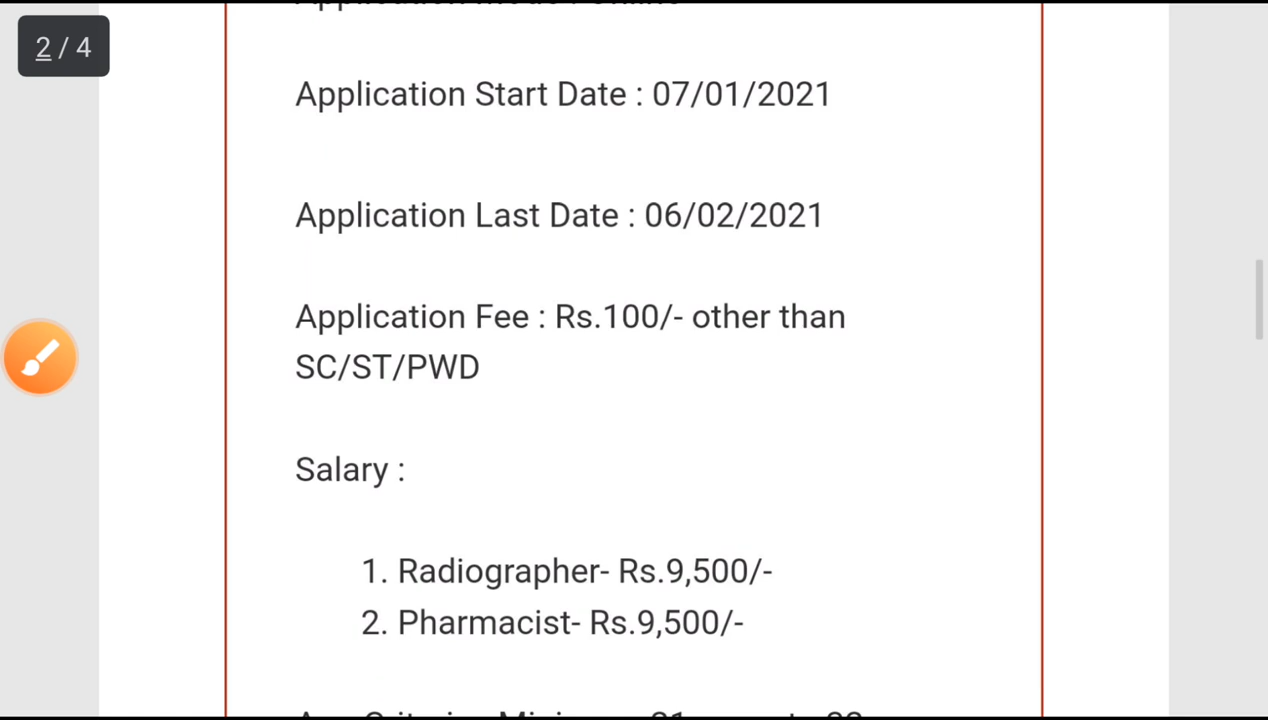 2 / 4
Application Start Date : 07/01/2021
Application Last Date : 06/02/2021
Application Fee : Rs.100/- other than
SC/ST/PWD
Salary :
1. Radiographer- Rs.9,500/-
2. Pharmacist- Rs.9,500/-